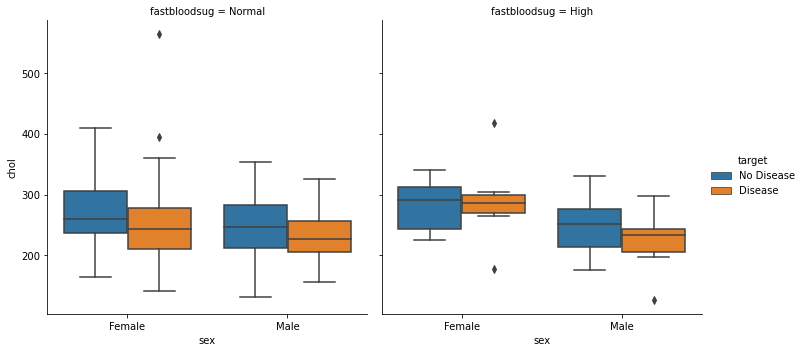 fastbloodsug = Normal
fastbloodsug = High
500
400
300
200
chol
Female
Male
sex
Female
Male
sex
target
No Disease
Disease